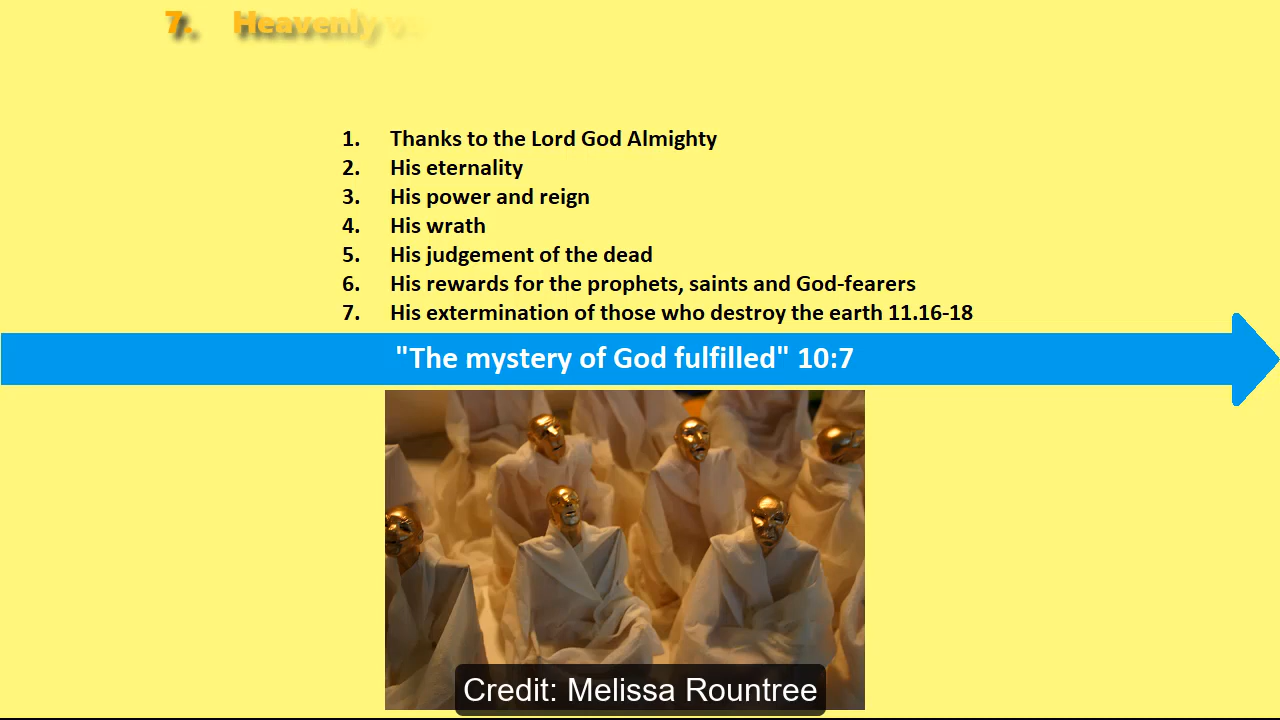 7. Heavenly
1. Thanks to the Lord God Almighty
2. His eternality
3. His power and reign
4. His wrath
5. His judgement of the dead
6. His rewards for the prophets, saints and God-fearers
7. His extermination of those who destroy the earth 11.16-18
"The mystery of God fulfilled" 10:7
Credit: Melissa Rountree